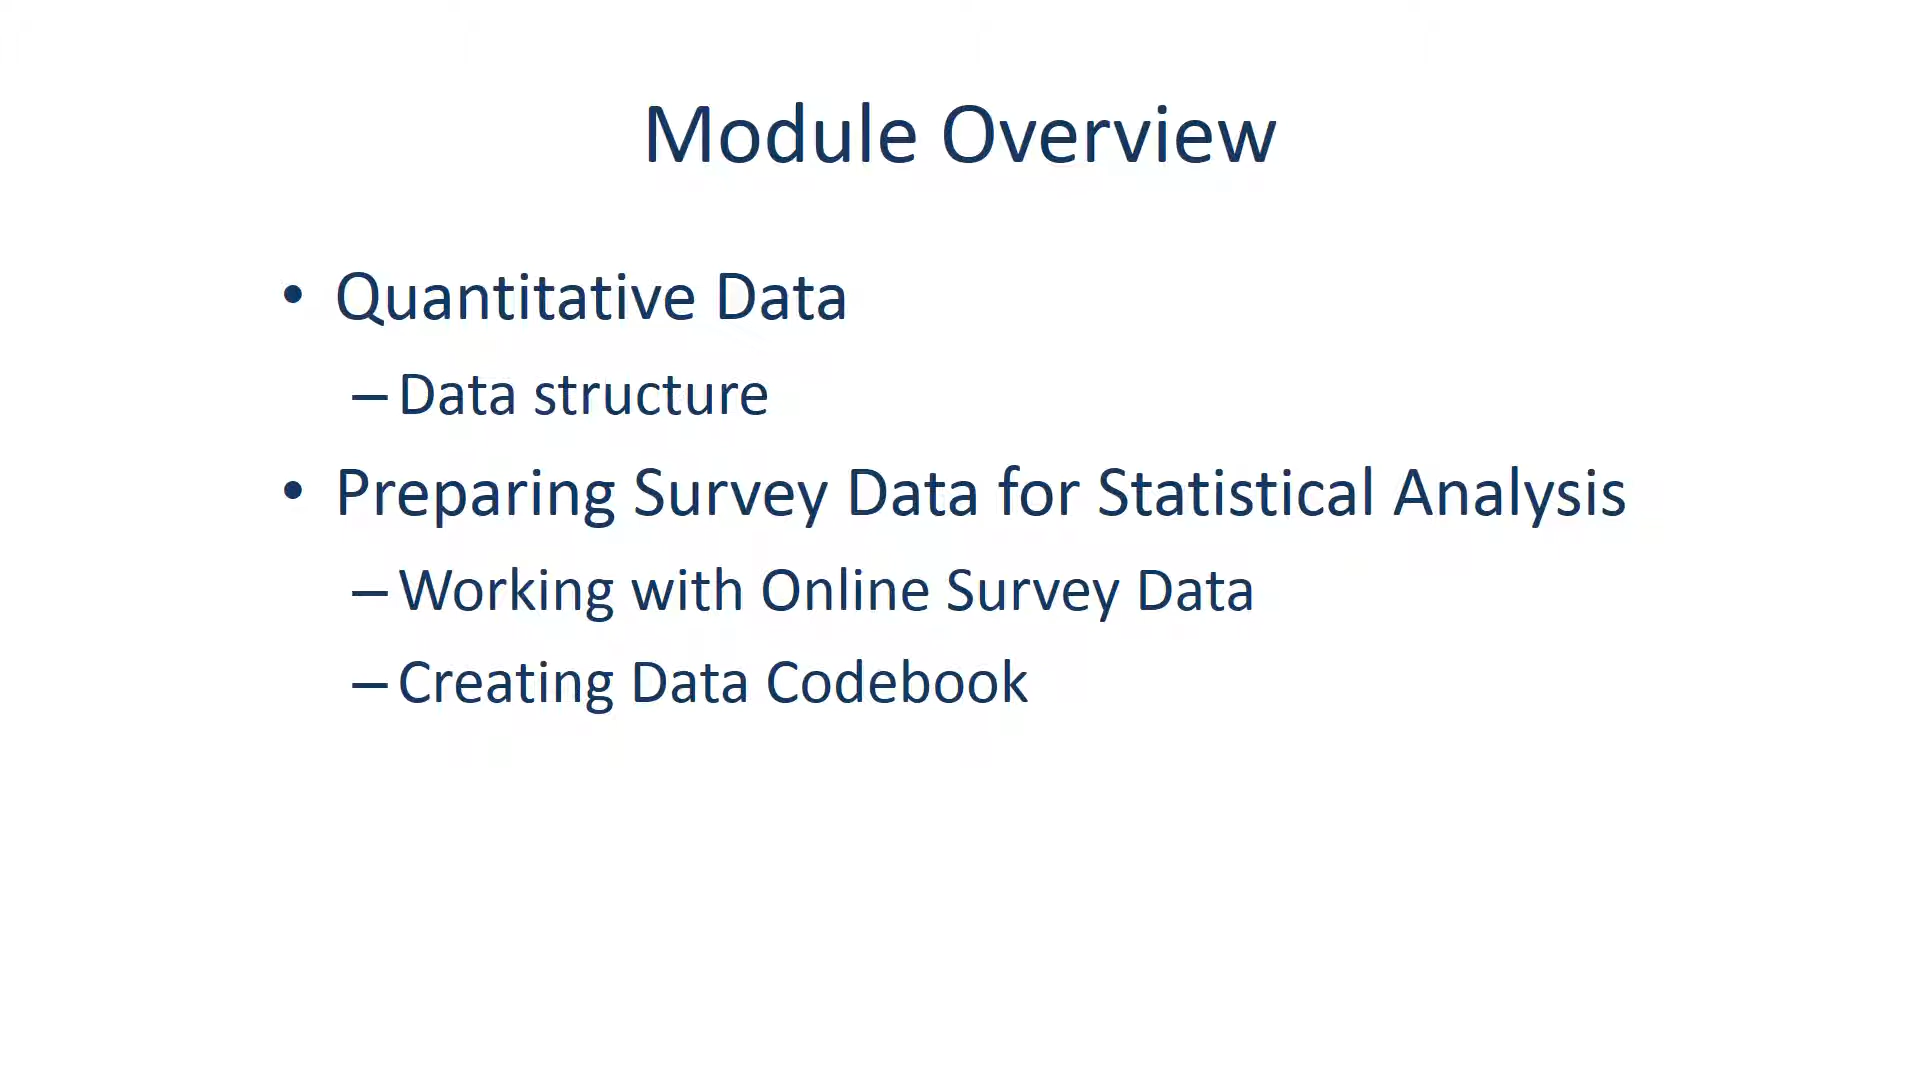 Module Overview
• Quantitative Data
– Data structure
• Preparing Survey Data for Statistical Analysis
– Working with Online Survey Data
– Creating Data Codebook